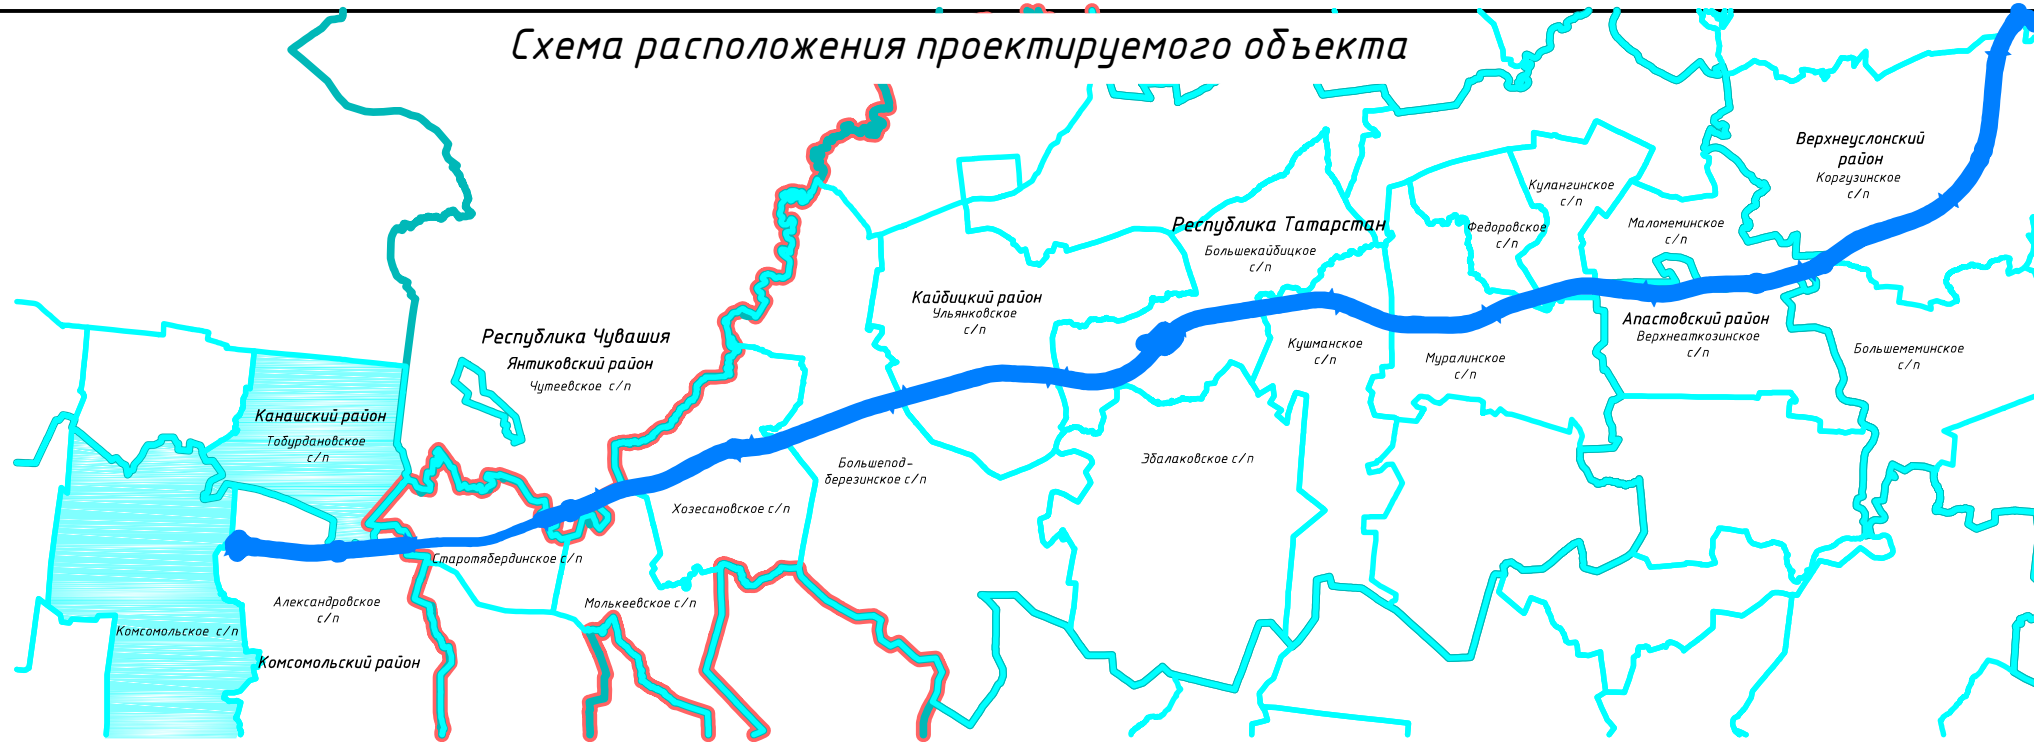 Схема расположения проектируемого объекта
Верхнеуслонский
район
Коргузинское
с/п
Кулангинское
с/п
Республика Татарстан
Большекайбицкое
с/п
Федоровское
с/п
Маломеминское
с/п
Кайбицкий район
Ульянковское
с/п
Апастовский район
Верхнеаткозинское
с/п
Республика Чувашия
Янтиковский район
Чутеевское с/п
Кушманское
с/п
Муралинское
с/п
Большемеминское
с/п
Канашский район
Тобурдановское
с/п
Большепод-
березинское с/п
Эбалаковское с/п
Хозесановское с/п
Старотябердинское с/п
Александровское
с/п
Молькеевское с/п
Комсомольское с/п
Комсомольский район